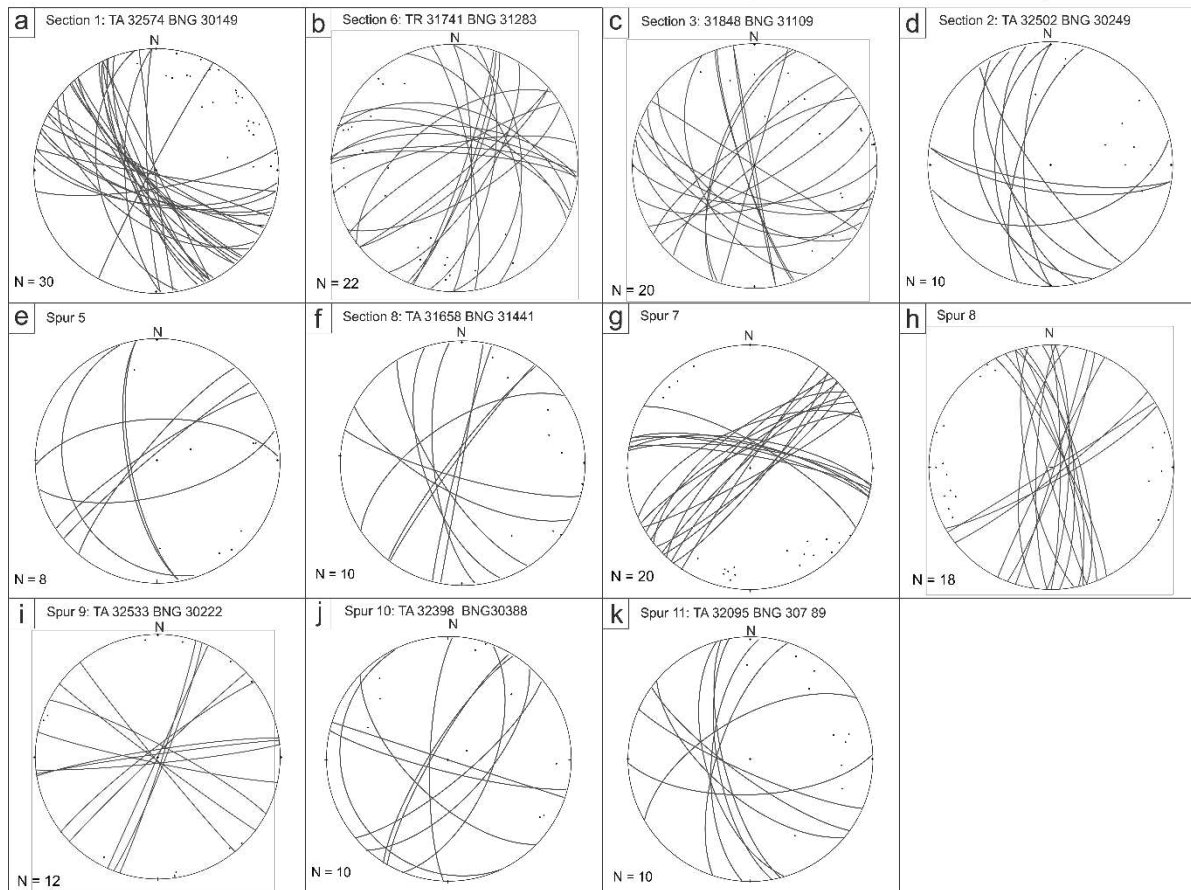 a Section 1: TA 32574 BNG 30149
N
N = 30
b Section 6: TR 31741 BNG 31283
N
N = 22
c Section 3: 31848 BNG 31109
N
N = 20
d Section 2: TA 32502 BNG 30249
N
N = 10
e Spur 5
N
N = 8
f Section 8: TA 31658 BNG 31441
N
N = 10
g Spur 7
N
N = 20
h Spur 8
N
N = 18
i Spur 9: TA 32533 BNG 30222
N
N = 12
j Spur 10: TA 32398 BNG30388
N
N = 10
k Spur 11: TA 32095 BNG 307 89
N
N = 10